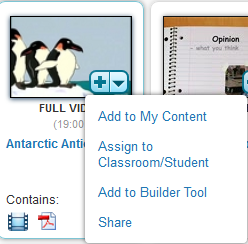 Opinion
- what you think
FULL VID
(19:00
Antarctic Antic
Add to My Content
Assign to
Classroom/Student
Add to Builder Tool
Share
Contains: